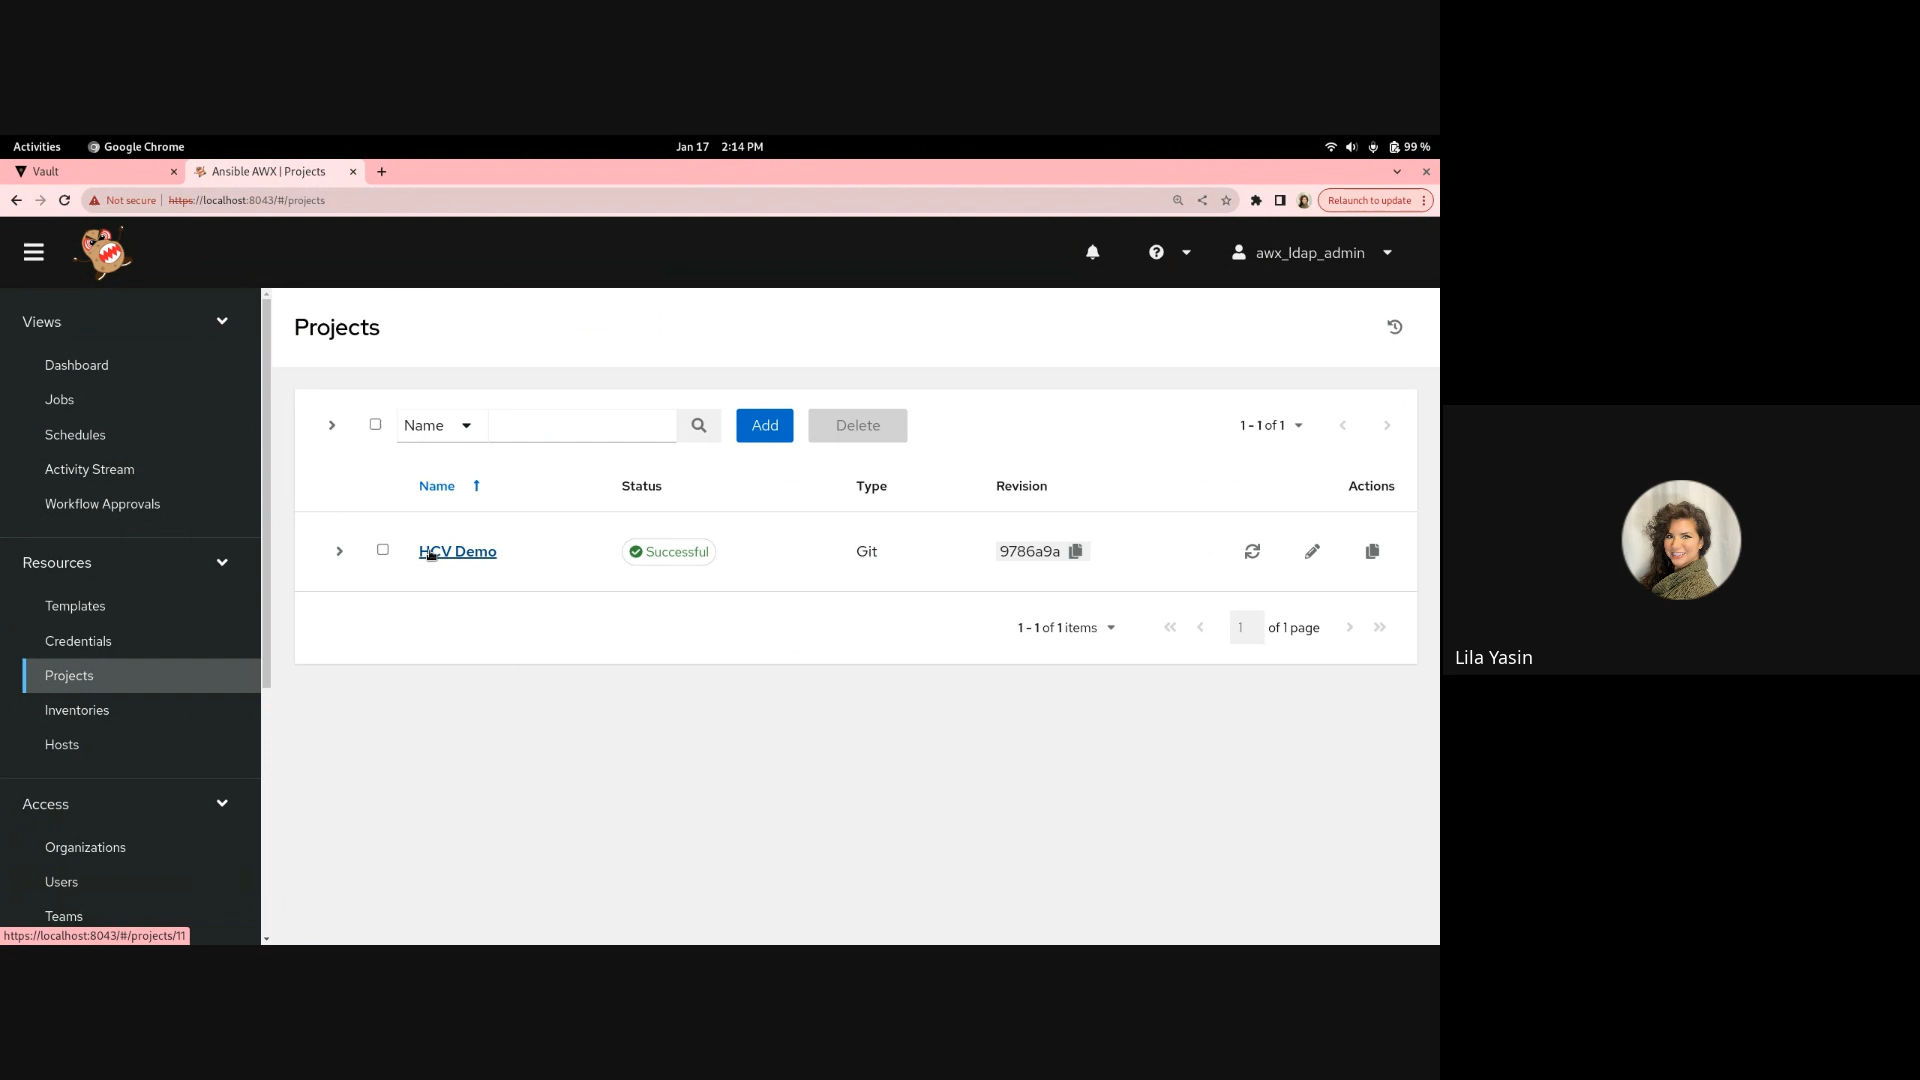 Activities Google Chrome Jan 17 2:14 PM 99 %
Vault Ansible AWX | Projects
Not secure https://localhost:8043/#/projects Relaunch to update
awx_ldap_admin
Views
Dashboard
Jobs
Schedules
Activity Stream
Workflow Approvals
Resources
Templates
Credentials
Projects
Inventories
Hosts
Access
Organizations
Users
Teams
https://localhost:8043/#/projects/11
Projects
Name Add Delete 1 - 1 of 1
Name Status Type Revision Actions
HCV Demo Successful Git 9786a9a
1 - 1 of 1 items 1 of 1 page
Lila Yasin